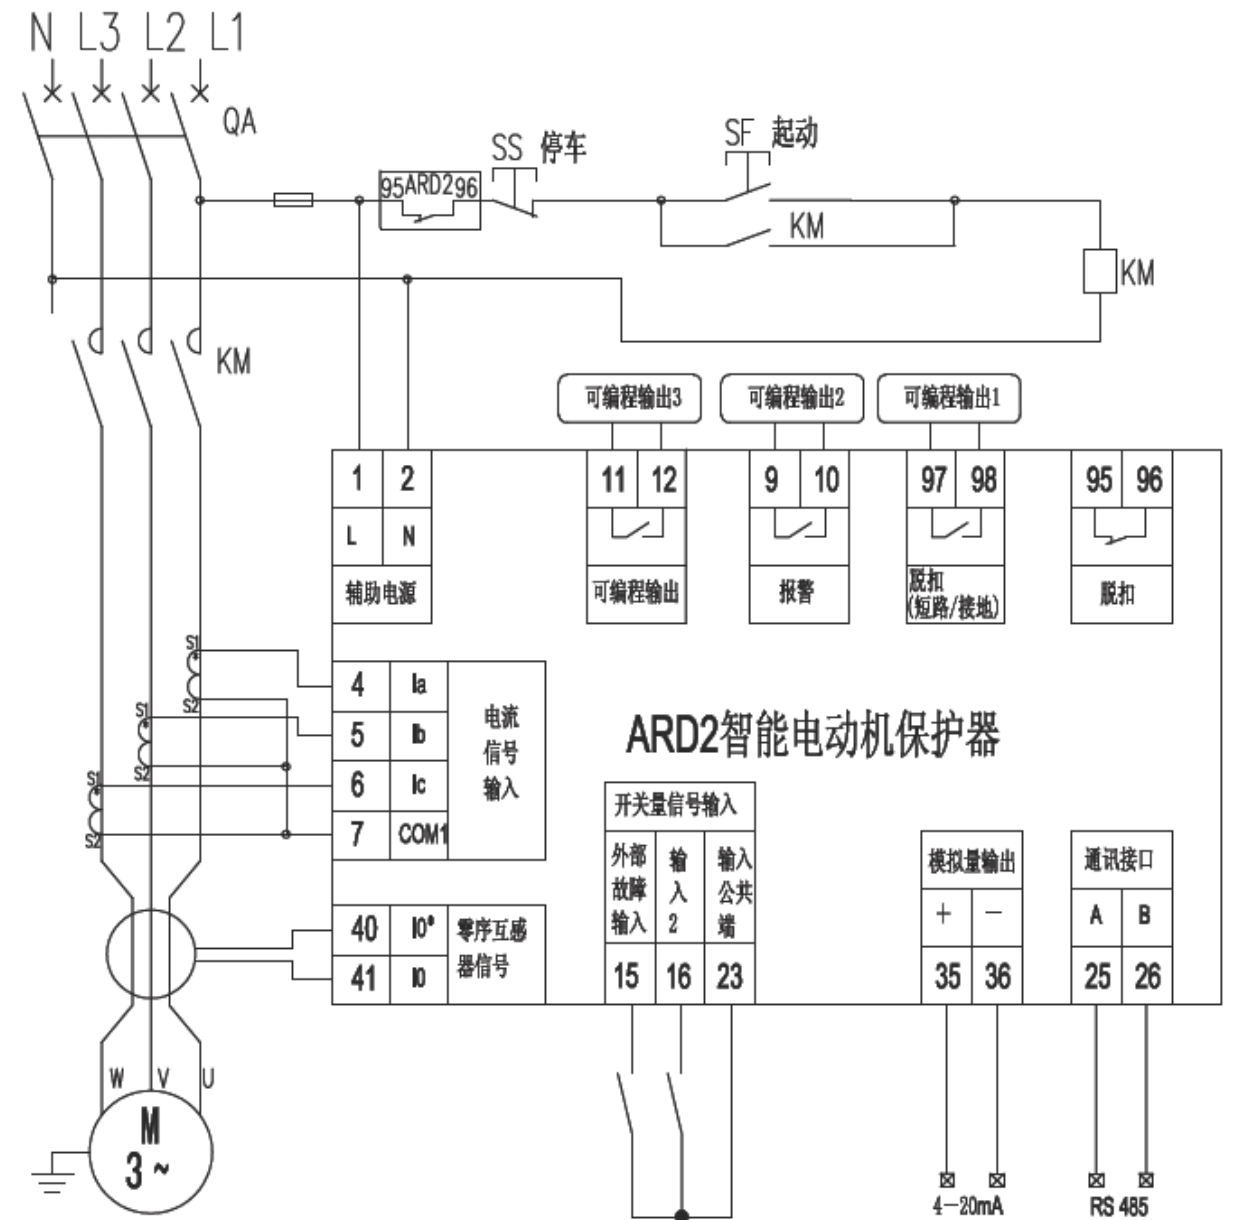 N L3 L2 L1
QA
SS 停车
SF 起动
95 ARD2 96
KM
KM
KM
可编程输出3
可编程输出2
可编程输出1
1 2
11 12
9 10
97 98
95 96
L N
辅助电源
可编程输出
报警
脱扣
(短路/接地)
脱扣
S1
S2
S1
S2
S1
S2
4 Ia
5 Ib
6 Ic
7 COM1
电流
信号
输入
ARD2智能电动机保护器
开关量信号输入
外部
故障
输入
输
入
2
输入
公共
端
15 16 23
模拟量输出
+ −
35 36
通讯接口
A B
25 26
40 I0*
41 I0
零序互感
器信号
W V U
M
3 ~
4−20mA
RS 485